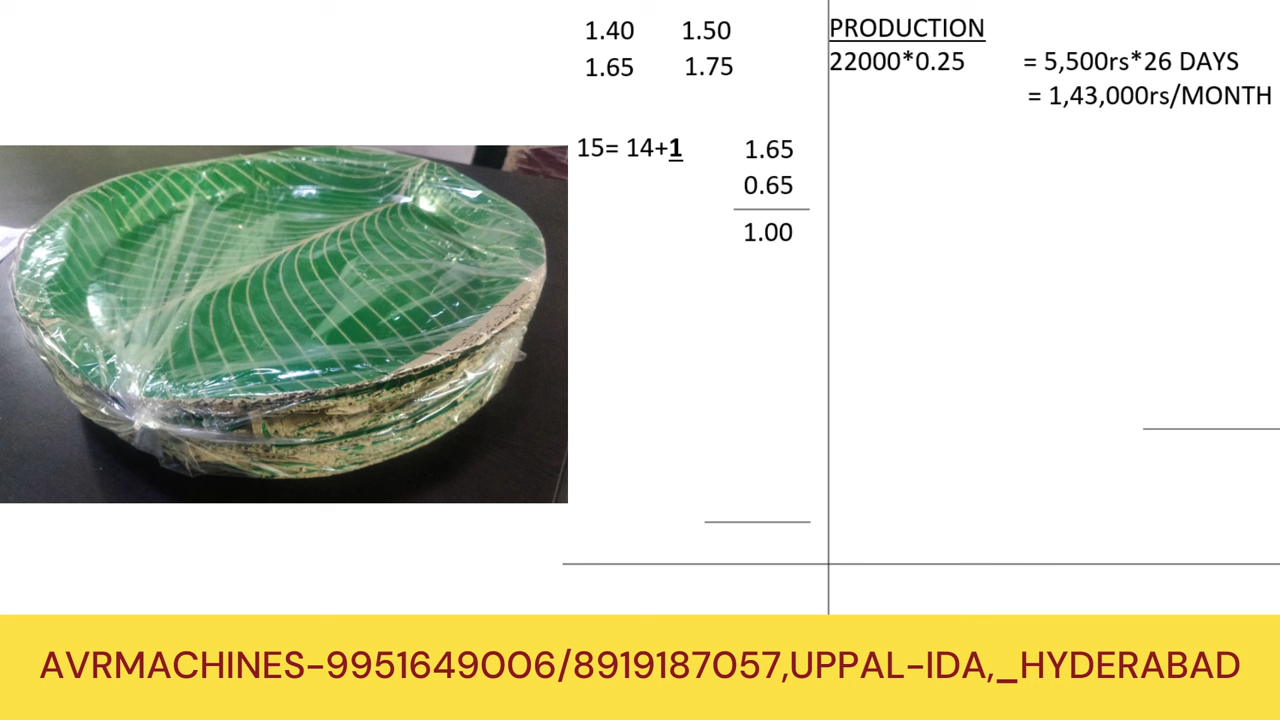 1.40 1.50
1.65 1.75
15= 14+1 1.65
0.65
1.00
PRODUCTION
22000*0.25 = 5,500rs*26 DAYS
= 1,43,000rs/MONTH
AVRMACHINES-9951649006/8919187057,UPPAL-IDA,_HYDERABAD